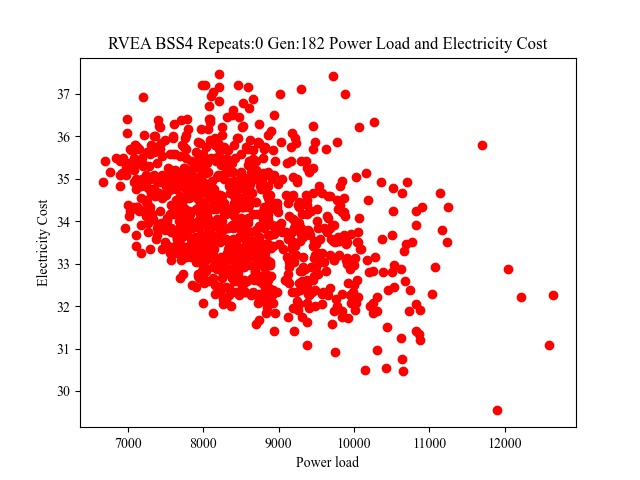 RVEA BSS4 Repeats:0 Gen:182 Power Load and Electricity Cost
37
36
35
34
33
32
31
30
Electricity Cost
7000 8000 9000 10000 11000 12000
Power load